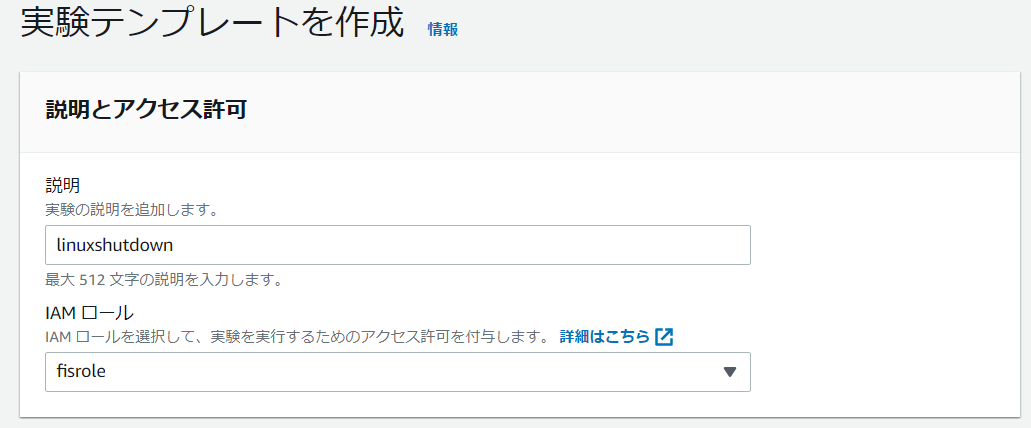 実験テンプレートを作成 情報
説明とアクセス許可
説明
実験の説明を追加します。
linuxshutdown
最大 512 文字の説明を入力します。
IAM ロール
IAM ロールを選択して、実験を実行するためのアクセス許可を付与します。 詳細はこちら
fisrole